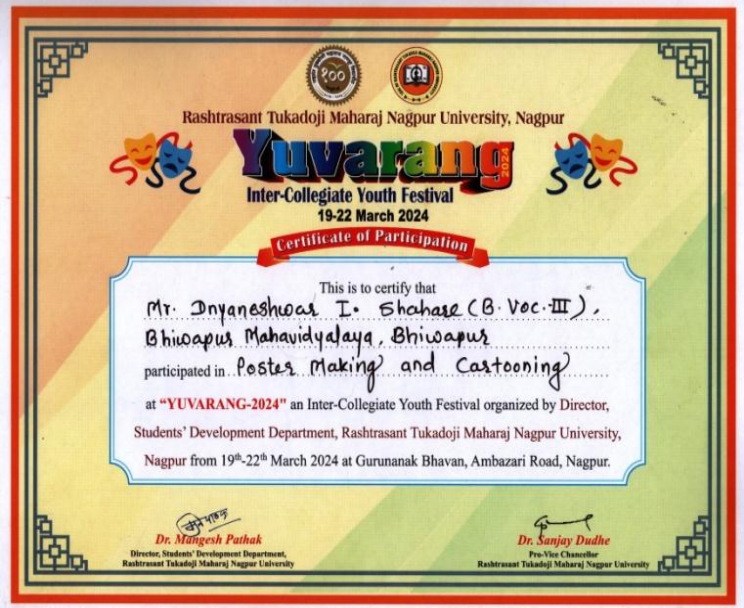 १००
Rashtrasant Tukadoji Maharaj Nagpur University, Nagpur
Yuvarang 2024
Inter-Collegiate Youth Festival
19-22 March 2024
Certificate of Participation
This is to certify that
Mr. Dnyaneshwar I. Shahare (B. Voc.-III),
Bhiwapur Mahavidyalaya, Bhiwapur
participated in Poster Making and Cartooning
at “YUVARANG-2024” an Inter-Collegiate Youth Festival organized by Director,
Students’ Development Department, Rashtrasant Tukadoji Maharaj Nagpur University,
Nagpur from 19th-22th March 2024 at Gurunanak Bhavan, Ambazari Road, Nagpur.
Dr. Mangesh Pathak
Director, Students’ Development Department,
Rashtrasant Tukadoji Maharaj Nagpur University
Dr. Sanjay Dudhe
Pro-Vice Chancellor
Rashtrasant Tukadoji Maharaj Nagpur University